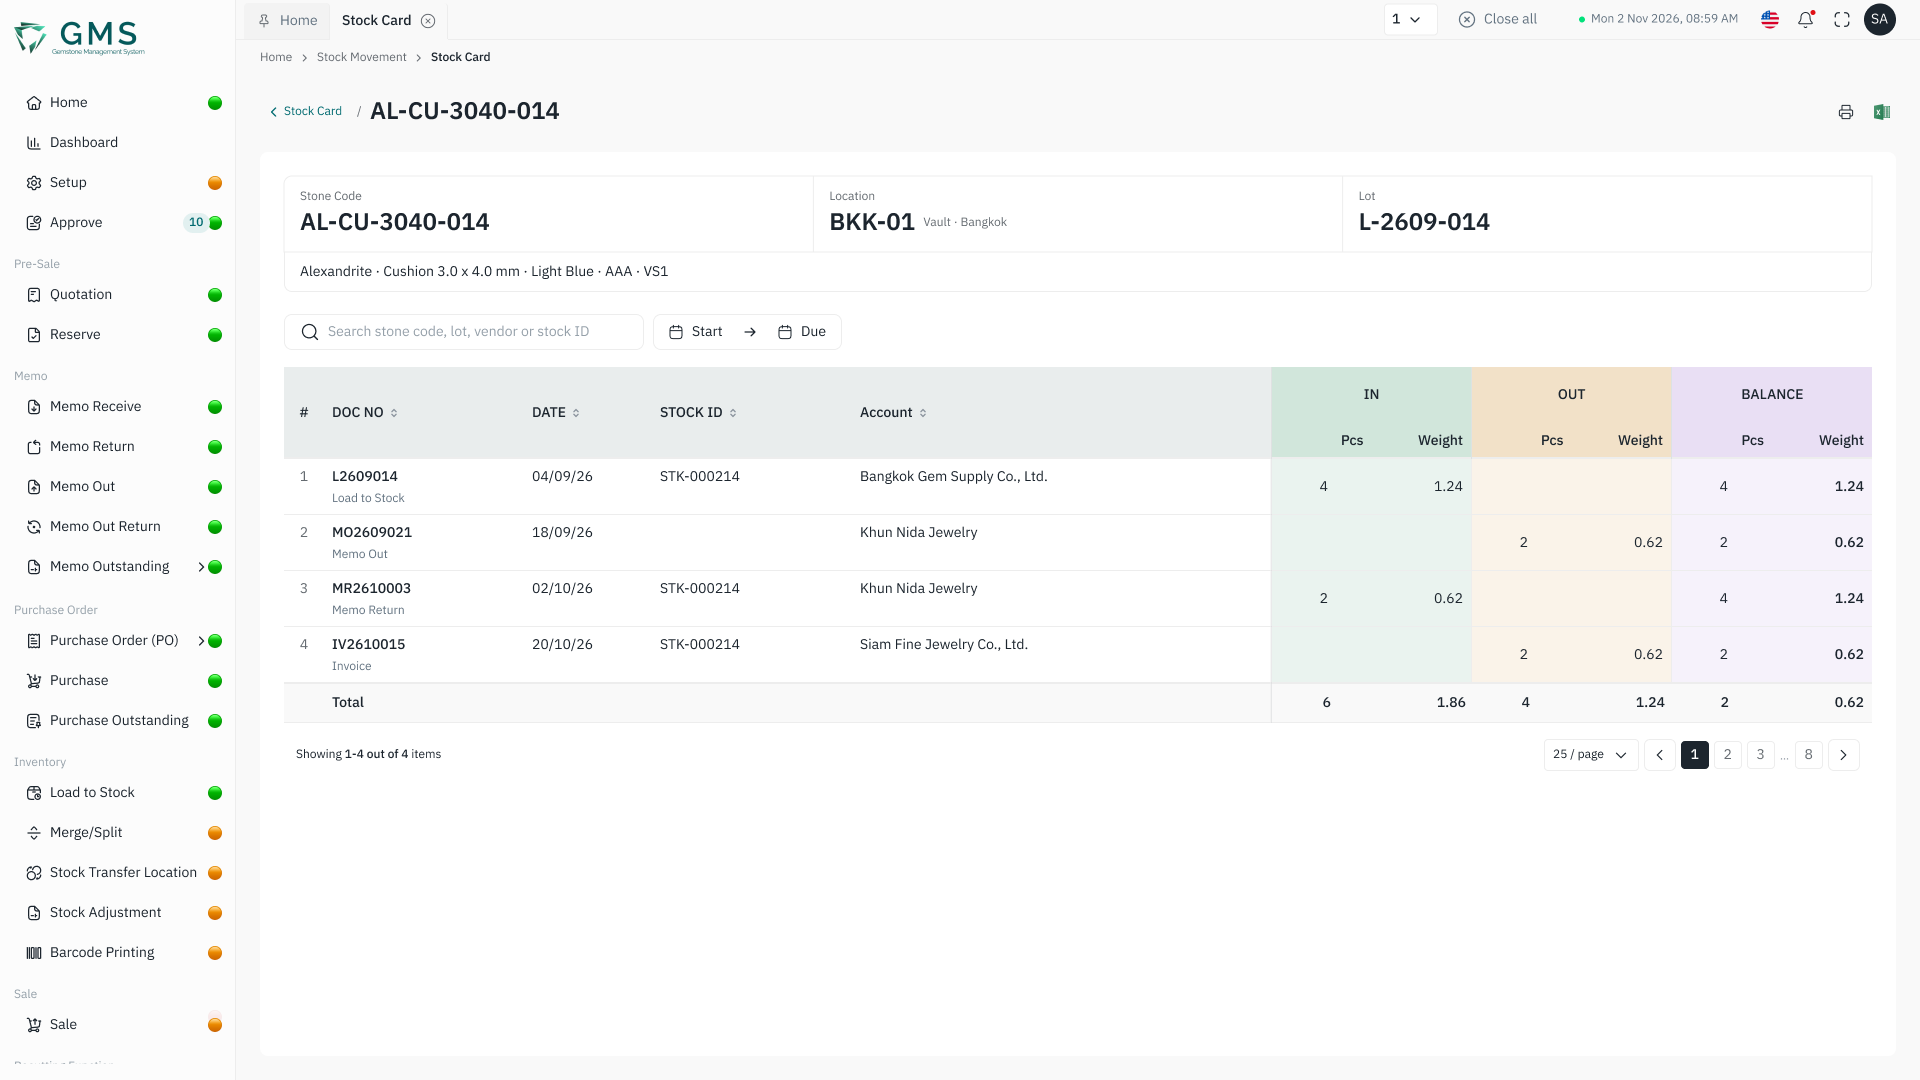 GMS
Gemstone Management System
Home
Dashboard
Setup
Approve 10
Pre-Sale
Quotation
Reserve
Memo
Memo Receive
Memo Return
Memo Out
Memo Out Return
Memo Outstanding
Purchase Order
Purchase Order (PO)
Purchase
Purchase Outstanding
Inventory
Load to Stock
Merge/Split
Stock Transfer Location
Stock Adjustment
Barcode Printing
Sale
Sale
Home Stock Card 1 Close all Mon 2 Nov 2026, 08:59 AM SA
Home > Stock Movement > Stock Card
Stock Card / AL-CU-3040-014
Stone Code Location Lot
AL-CU-3040-014 BKK-01 Vault · Bangkok L-2609-014
Alexandrite · Cushion 3.0 x 4.0 mm · Light Blue · AAA · VS1
Search stone code, lot, vendor or stock ID Start → Due
IN OUT BALANCE
# DOC NO DATE STOCK ID Account
Pcs Weight Pcs Weight Pcs Weight
1 L2609014 04/09/26 STK-000214 Bangkok Gem Supply Co., Ltd. 4 1.24 4 1.24
Load to Stock
2 MO2609021 18/09/26 Khun Nida Jewelry 2 0.62 2 0.62
Memo Out
3 MR2610003 02/10/26 STK-000214 Khun Nida Jewelry 2 0.62 4 1.24
Memo Return
4 IV2610015 20/10/26 STK-000214 Siam Fine Jewelry Co., Ltd. 2 0.62 2 0.62
Invoice
Total 6 1.86 4 1.24 2 0.62
Showing 1-4 out of 4 items 25 / page 1 2 3 ... 8